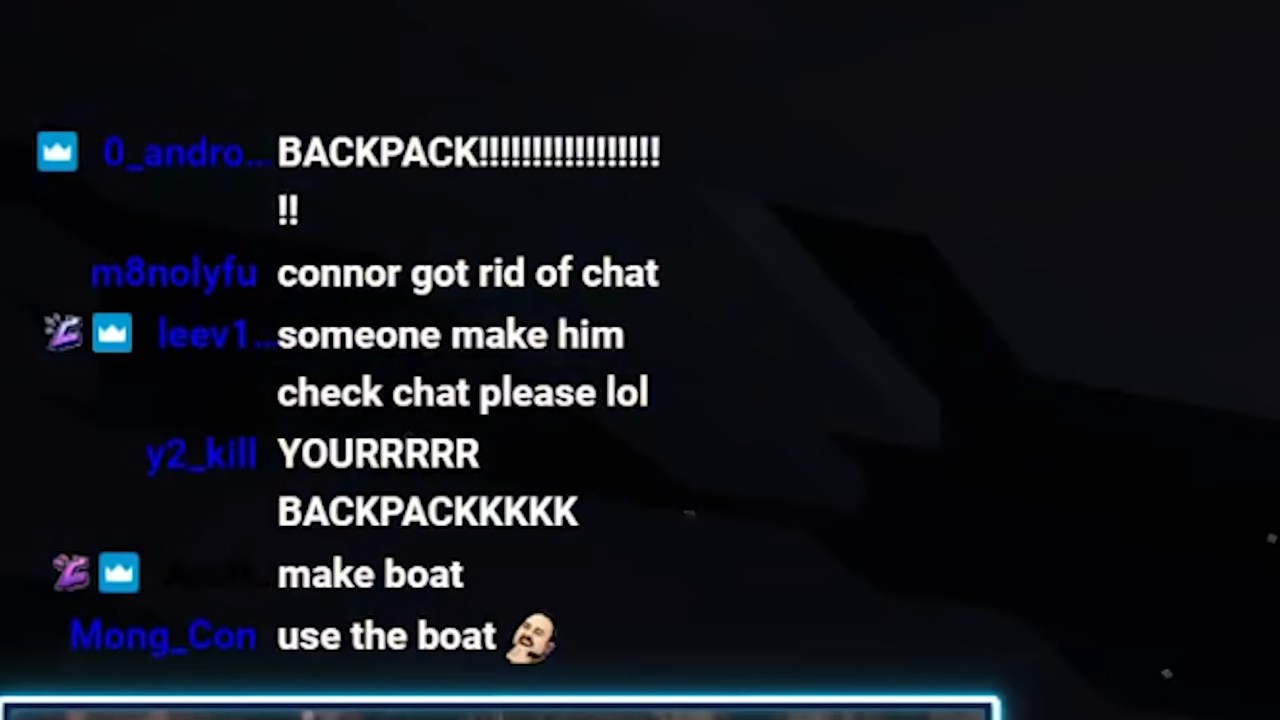 0_andro... BACKPACK!!!!!!!!!!!!!!!!!
!!
m8nolyfu connor got rid of chat
leev1... someone make him
check chat please lol
y2_kill YOURRRRR
BACKPACKKKKK
make boat
Mong_Con use the boat